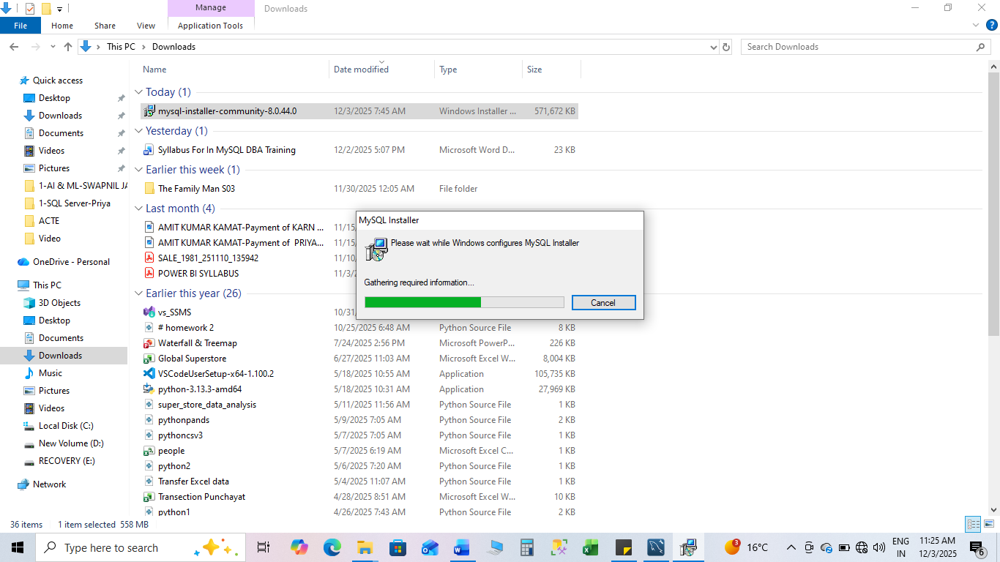 Manage
Downloads
File
Home
Share
View
Application Tools
This PC
Downloads
Search Downloads
Quick access
Desktop
Downloads
Documents
Videos
Pictures
1-AI & ML-SWAPNIL JA
1-SQL Server-Priya
ACTE
Video
OneDrive - Personal
This PC
3D Objects
Desktop
Documents
Downloads
Music
Pictures
Videos
Local Disk (C:)
New Volume (D:)
RECOVERY (E:)
Network
Name Date modified Type Size
Today (1)
mysql-installer-community-8.0.44.0 12/3/2025 7:45 AM Windows Installer ... 571,672 KB
Yesterday (1)
Syllabus For In MySQL DBA Training 12/2/2025 5:07 PM Microsoft Word D... 23 KB
Earlier this week (1)
The Family Man S03 11/30/2025 12:05 AM File folder
Last month (4)
AMIT KUMAR KAMAT-Payment of KARN ... 11/15
AMIT KUMAR KAMAT-Payment of PRIYA... 11/15
SALE_1981_251110_135942 11/10
POWER BI SYLLABUS 11/3/2
Earlier this year (26)
vs_SSMS 10/31
# homework 2 10/25/2025 6:48 AM Python Source File 8 KB
Waterfall & Treemap 7/24/2025 2:56 PM Microsoft PowerP... 226 KB
Global Superstore 6/27/2025 11:03 AM Microsoft Excel W... 8,004 KB
VSCodeUserSetup-x64-1.100.2 5/18/2025 10:55 AM Application 105,735 KB
python-3.13.3-amd64 5/18/2025 10:31 AM Application 27,969 KB
super_store_data_analysis 5/11/2025 11:56 AM Python Source File 1 KB
pythonpands 5/9/2025 7:05 AM Python Source File 2 KB
pythoncsv3 5/7/2025 7:05 AM Python Source File 1 KB
people 5/7/2025 6:19 AM Microsoft Excel C... 1 KB
python2 5/6/2025 7:20 AM Python Source File 1 KB
Transfer Excel data 5/4/2025 11:07 AM Python Source File 1 KB
Transection Punchayat 4/28/2025 8:51 AM Microsoft Excel W... 10 KB
python1 4/26/2025 7:43 AM Python Source File 2 KB
MySQL Installer
Please wait while Windows configures MySQL Installer
Gathering required information...
Cancel
36 items 1 item selected 558 MB
Type here to search
3
16°C
ENG
IN
11:25 AM
12/3/2025
6